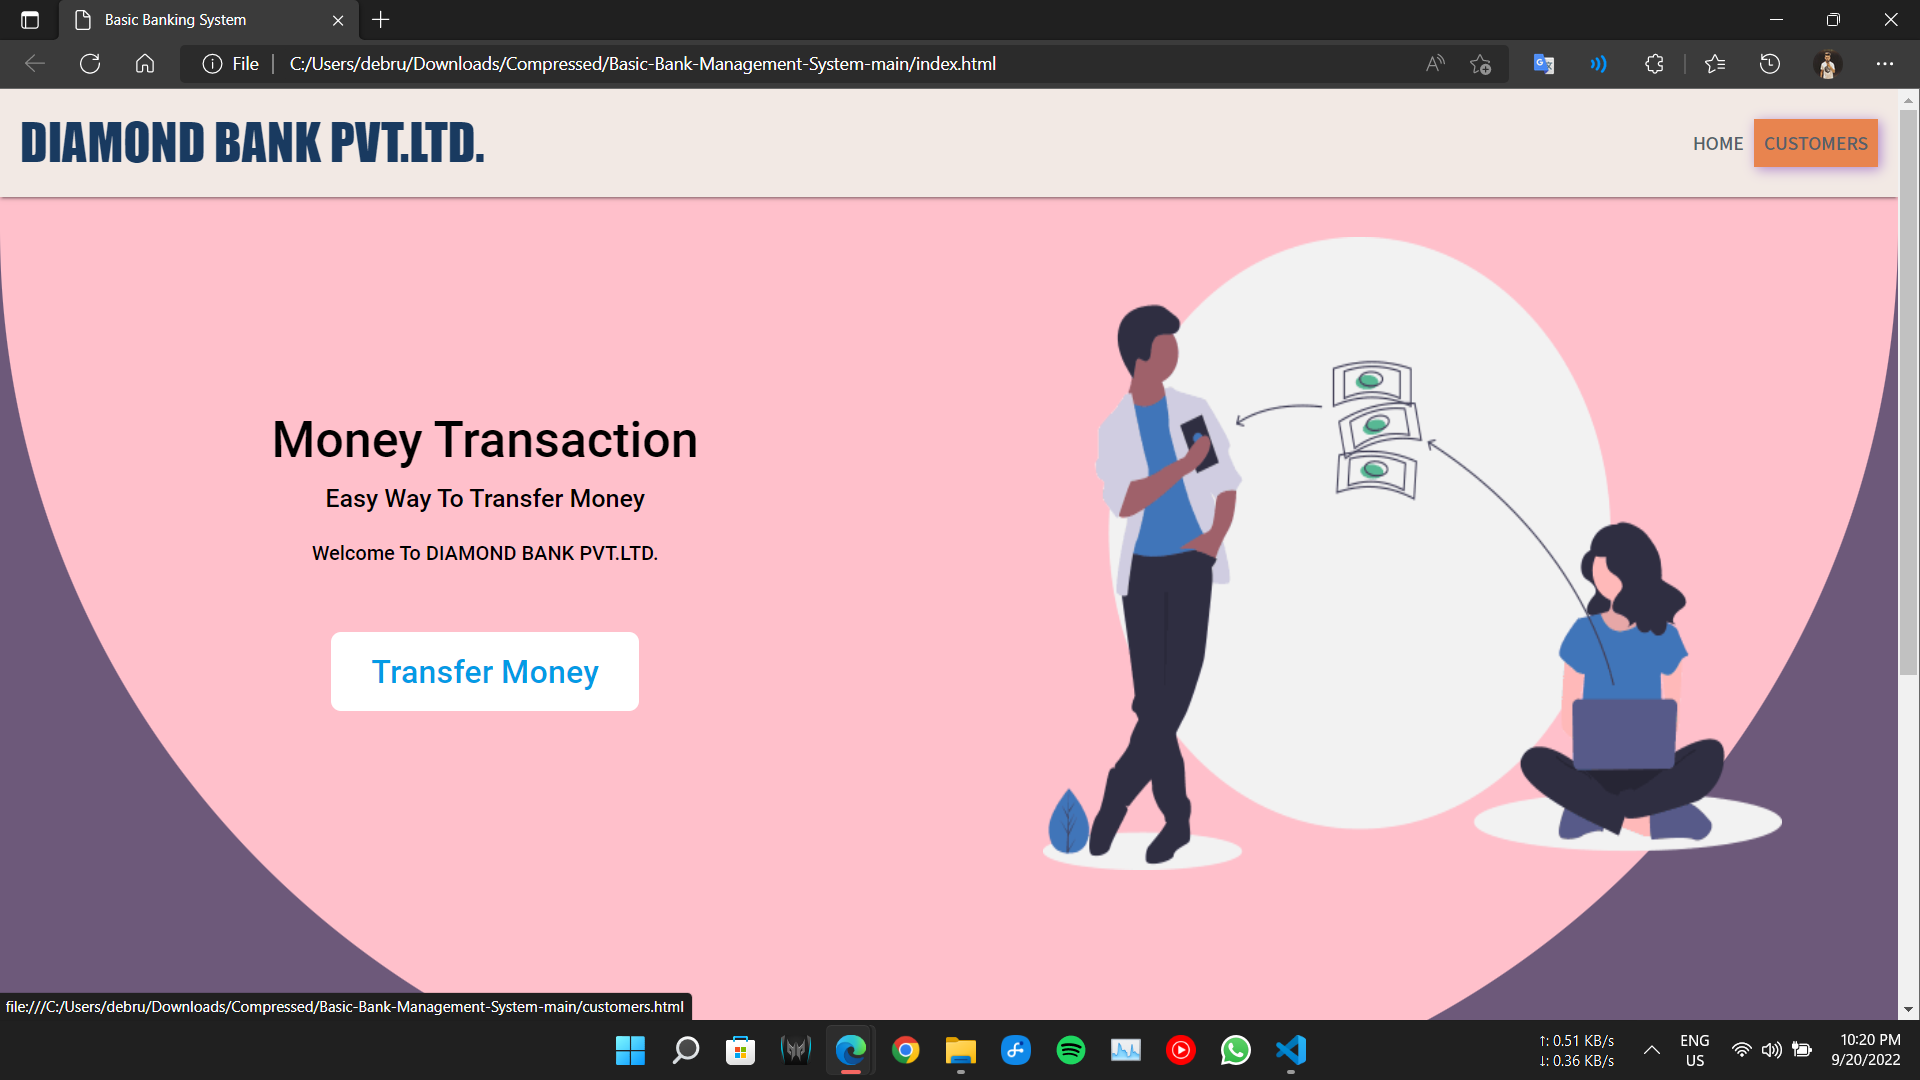 Basic Banking System
File
C:/Users/debru/Downloads/Compressed/Basic-Bank-Management-System-main/index.html
DIAMOND BANK PVT.LTD.
HOME
CUSTOMERS
Money Transaction
Easy Way To Transfer Money
Welcome To DIAMOND BANK PVT.LTD.
Transfer Money
file:///C:/Users/debru/Downloads/Compressed/Basic-Bank-Management-System-main/customers.html
↑: 0.51 KB/s
↓: 0.36 KB/s
ENG
US
10:20 PM
9/20/2022